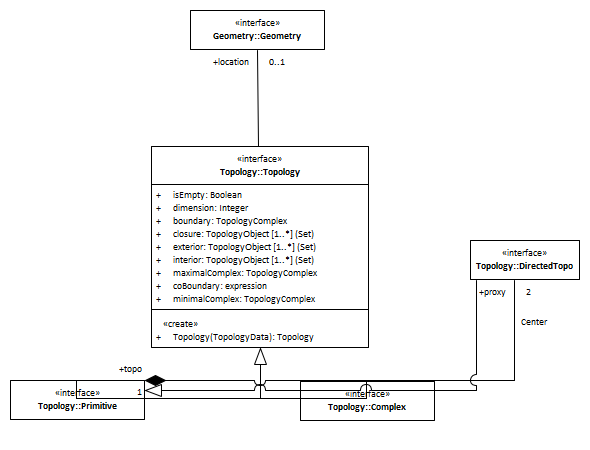 «interface»
Geometry::Geometry
+location
0..1
«interface»
Topology::Topology
+ isEmpty: Boolean
+ dimension: Integer
+ boundary: TopologyComplex
+ closure: TopologyObject [1..*] (Set)
+ exterior: TopologyObject [1..*] (Set)
+ interior: TopologyObject [1..*] (Set)
+ maximalComplex: TopologyComplex
+ coBoundary: expression
+ minimalComplex: TopologyComplex
«create»
+ Topology(TopologyData): Topology
«interface»
Topology::DirectedTopo
+proxy
2
Center
+topo
1
«interface»
Topology::Primitive
«interface»
Topology::Complex